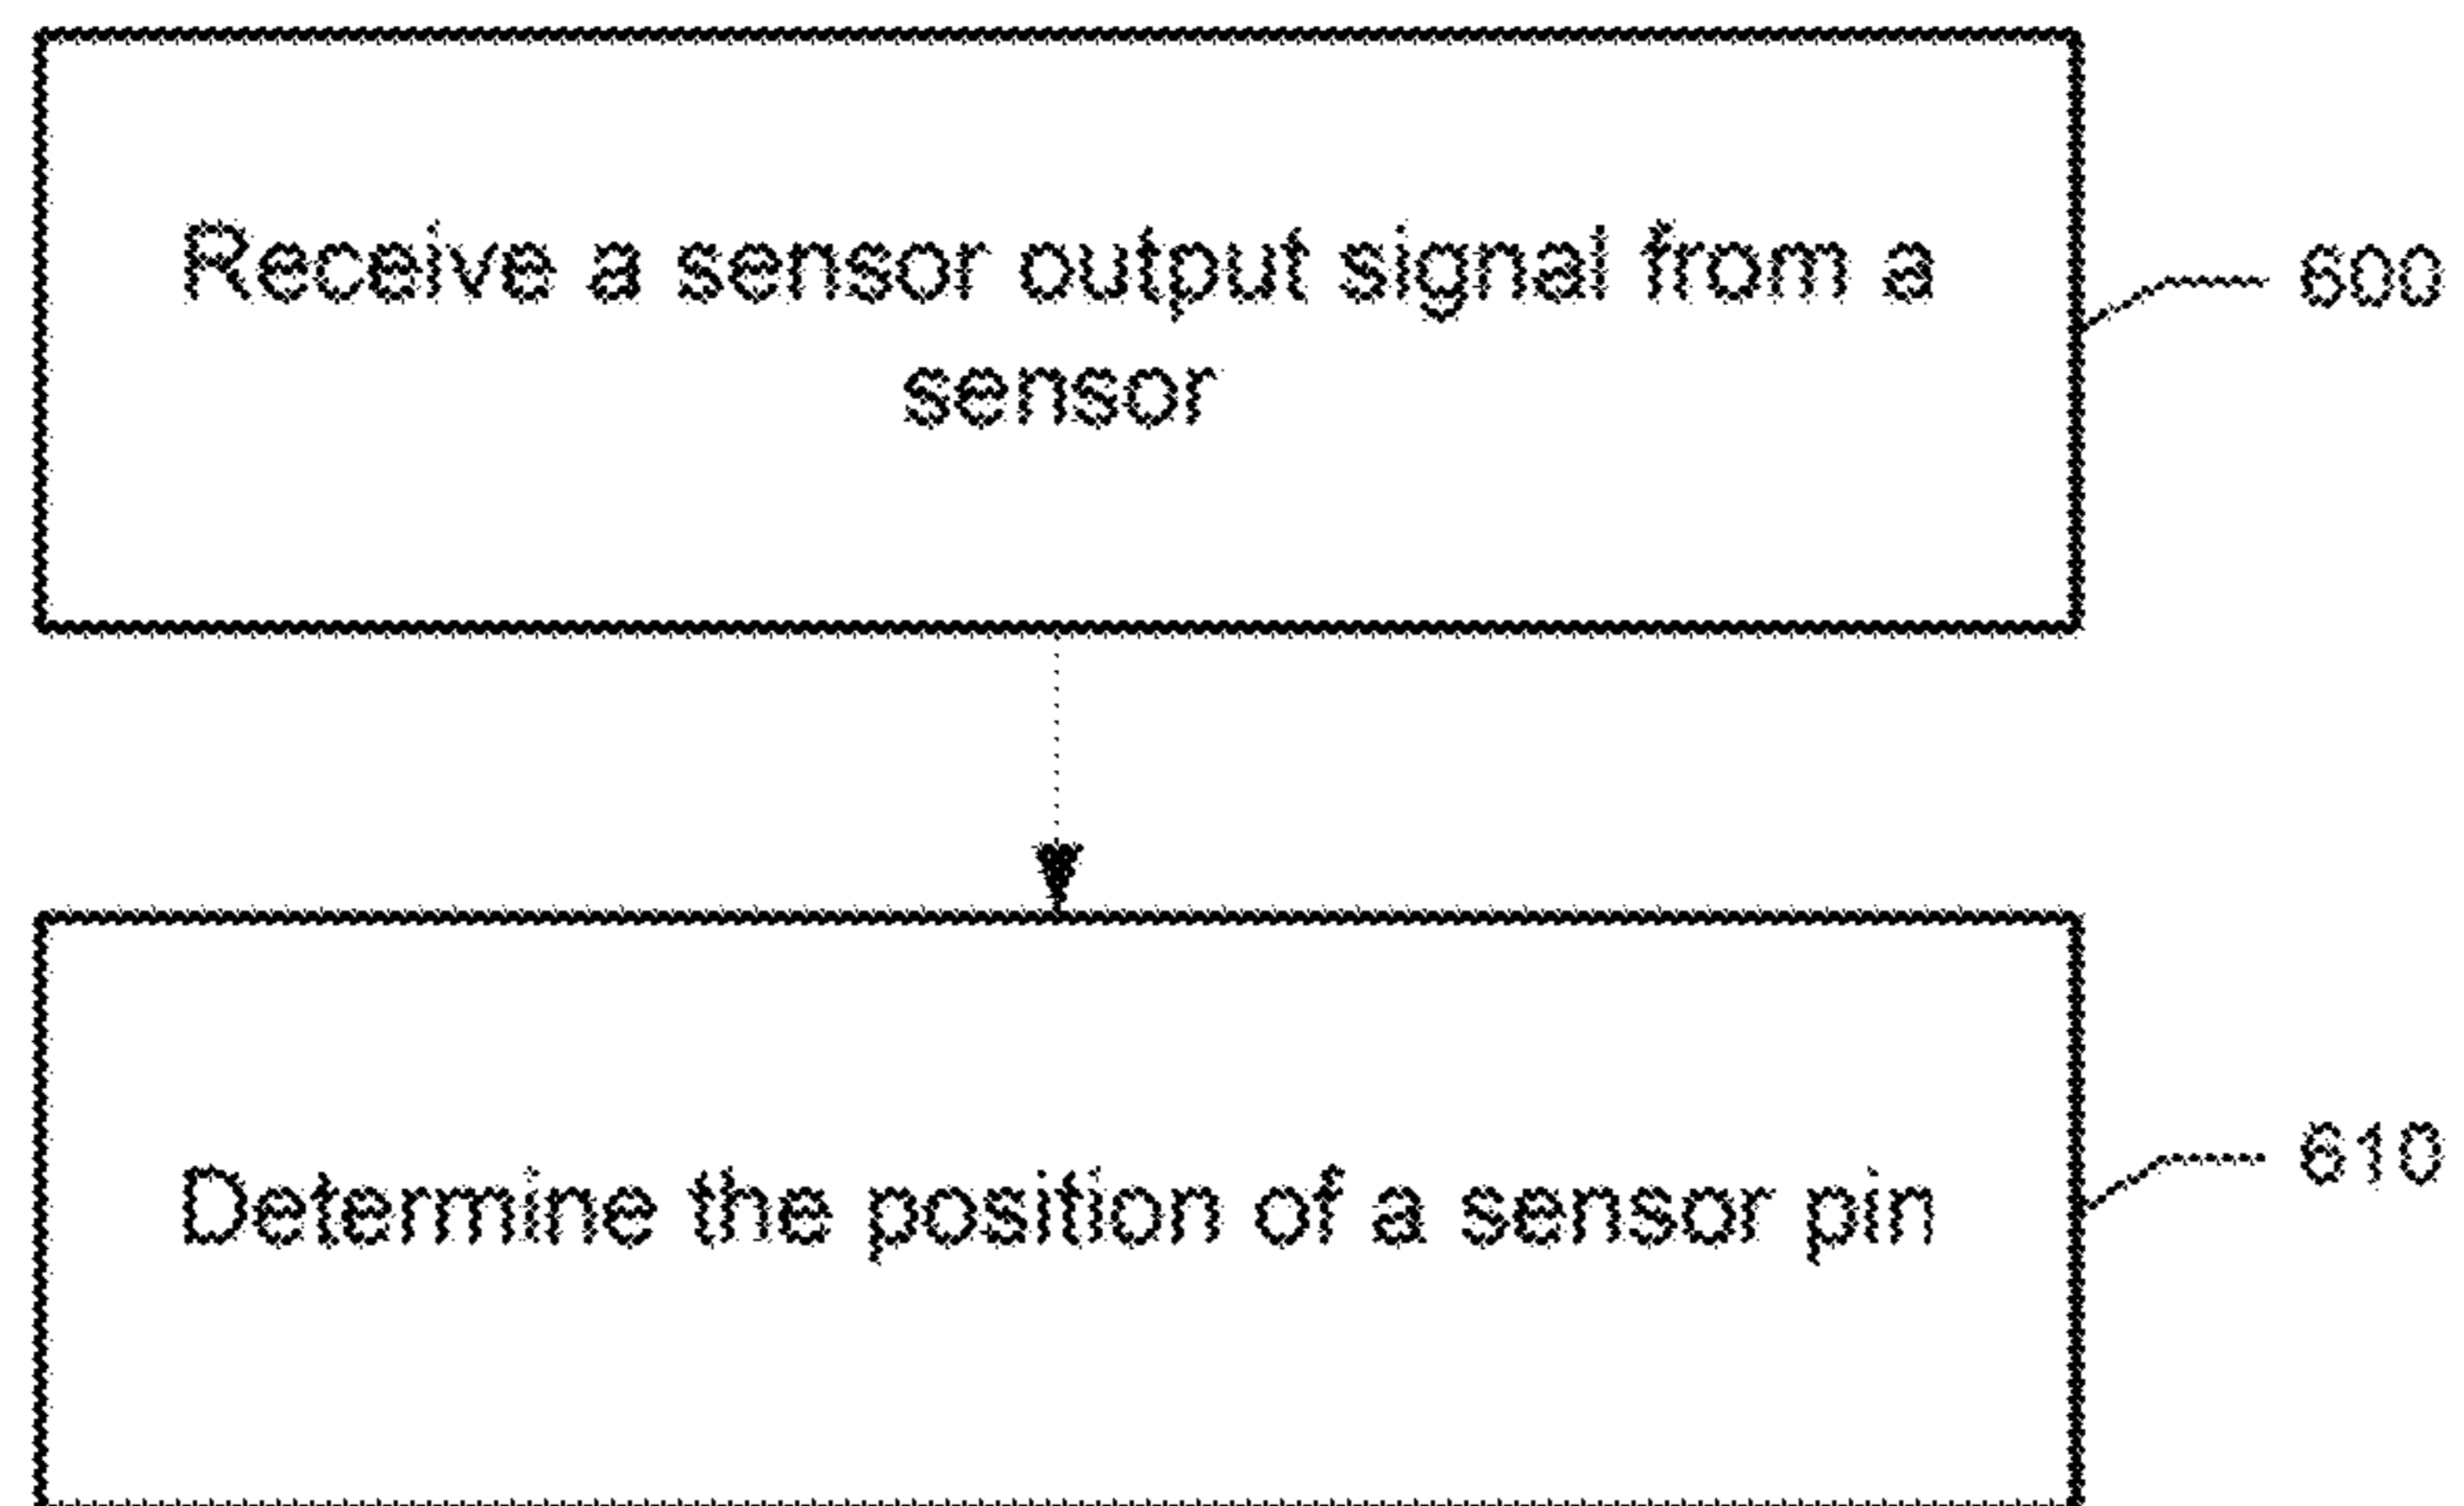 Receive a sensor output signal from a
sensor
600
Determine the position of a sensor pin
610